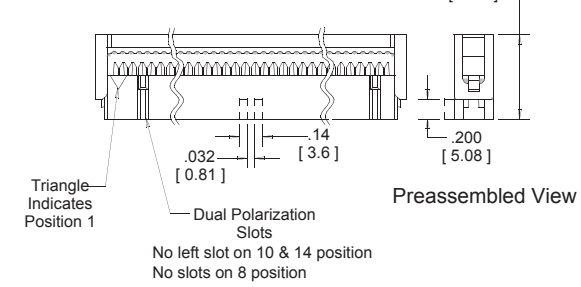 .14
[ 3.6 ]
.032
[ 0.81 ]
.200
[ 5.08 ]
Triangle
Indicates
Position 1
Preassembled View
Dual Polarization
Slots
No left slot on 10 & 14 position
No slots on 8 position